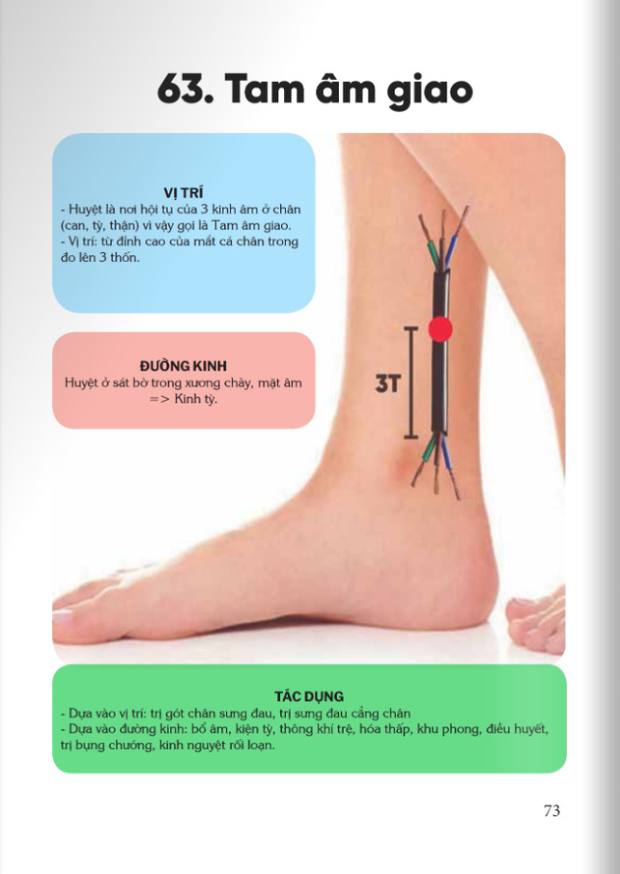 63. Tam âm giao
VỊ TRÍ
- Huyệt là nơi hội tụ của 3 kinh âm ở chân
(can, tỳ, thận) vì vậy gọi là Tam âm giao.
- Vị trí: từ đỉnh cao của mắt cá chân trong
đo lên 3 thốn.
ĐƯỜNG KINH
Huyệt ở sát bờ trong xương chày, mặt âm
=> Kinh tỳ.
3T
TÁC DỤNG
- Dựa vào vị trí: trị gót chân sưng đau, trị sưng đau cẳng chân
- Dựa vào đường kinh: bổ âm, kiện tỳ, thông khí trệ, hóa thấp, khu phong, điều huyết,
trị bụng chướng, kinh nguyệt rối loạn.
73